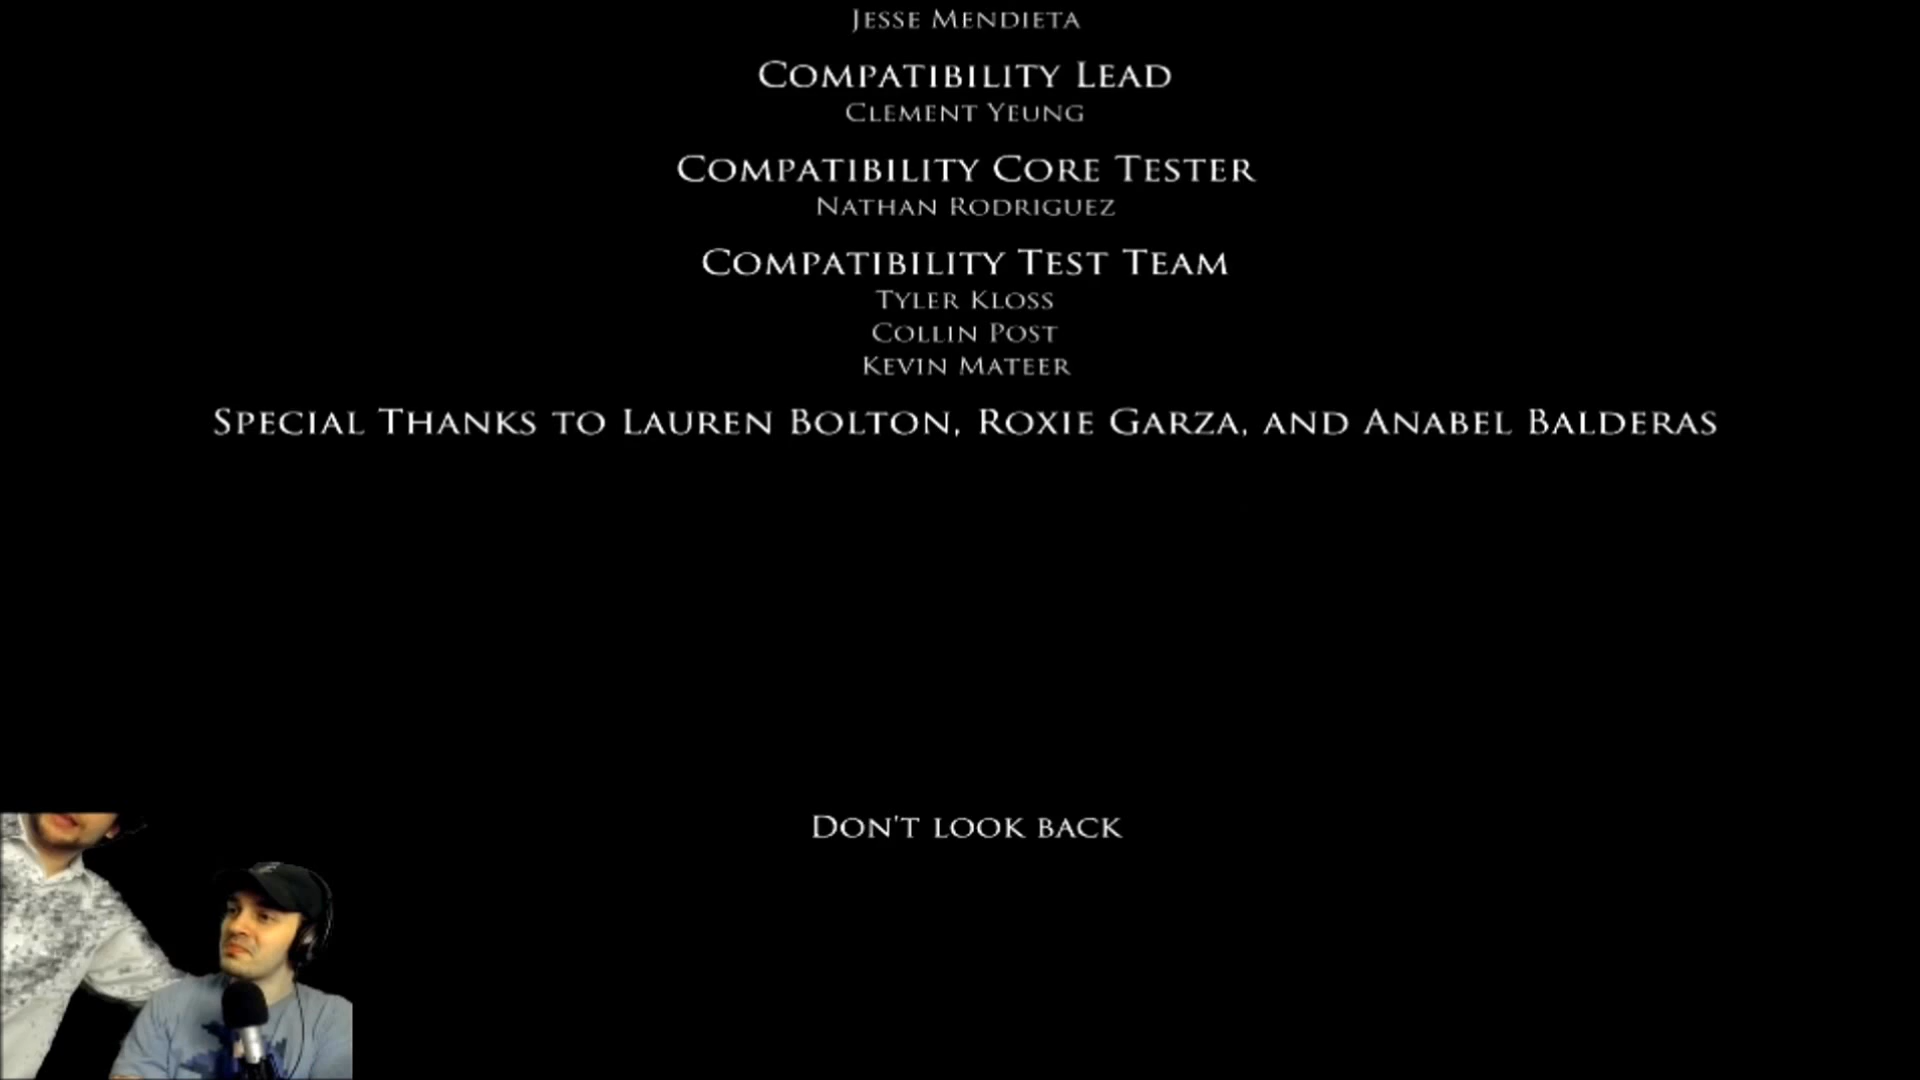 Jesse Mendieta
Compatibility Lead
Clement Yeung
Compatibility Core Tester
Nathan Rodriguez
Compatibility Test Team
Tyler Kloss
Collin Post
Kevin Mateer
Special Thanks to Lauren Bolton, Roxie Garza, and Anabel Balderas
Don't look back